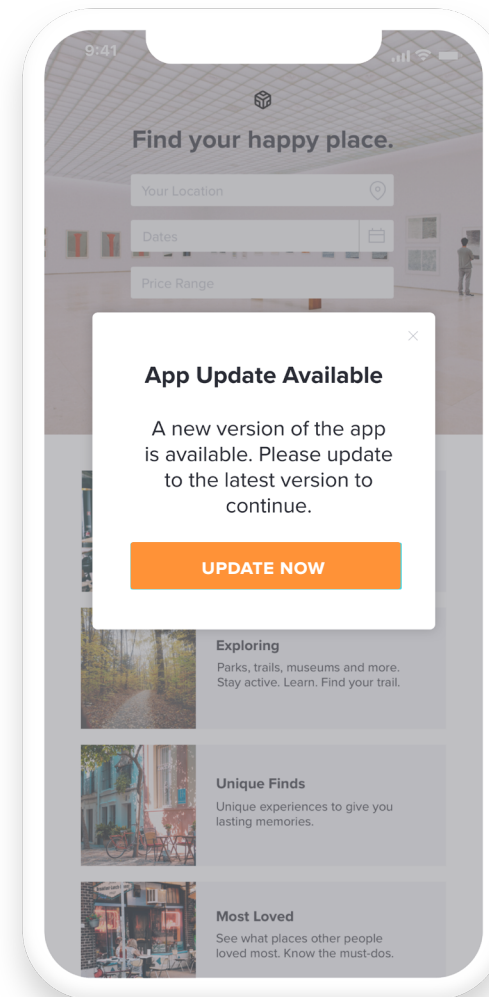 9:41
Find your happy place.
Your Location
Dates
Price Range
App Update Available
A new version of the app
is available. Please update
to the latest version to
continue.
UPDATE NOW
Exploring
Parks, trails, museums and more.
Stay active. Learn. Find your trail.
Unique Finds
Unique experiences to give you
lasting memories.
Most Loved
See what places other people
loved most. Know the must-dos.